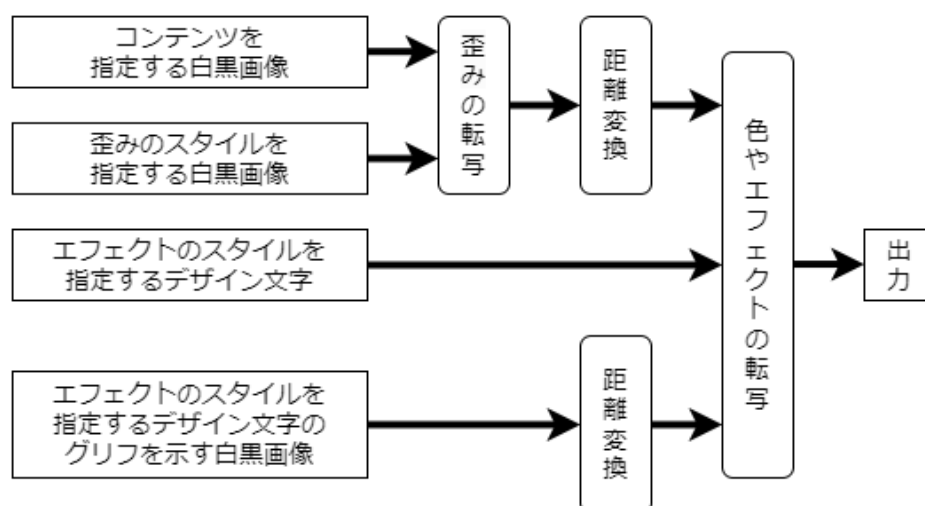 コンテンツを
指定する白黒画像
歪みのスタイルを
指定する白黒画像
歪みの転写
距離変換
エフェクトのスタイルを
指定するデザイン文字
エフェクトのスタイルを
指定するデザイン文字の
グリフを示す白黒画像
距離変換
色やエフェクトの転写
出力